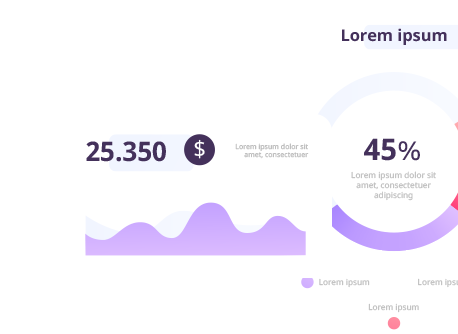 Lorem ipsum
25.350
$
Lorem ipsum dolor sit
amet, consectetuer
45%
Lorem ipsum dolor sit
amet, consectetuer
adipiscing
Lorem ipsum
Lorem
Lorem ipsum